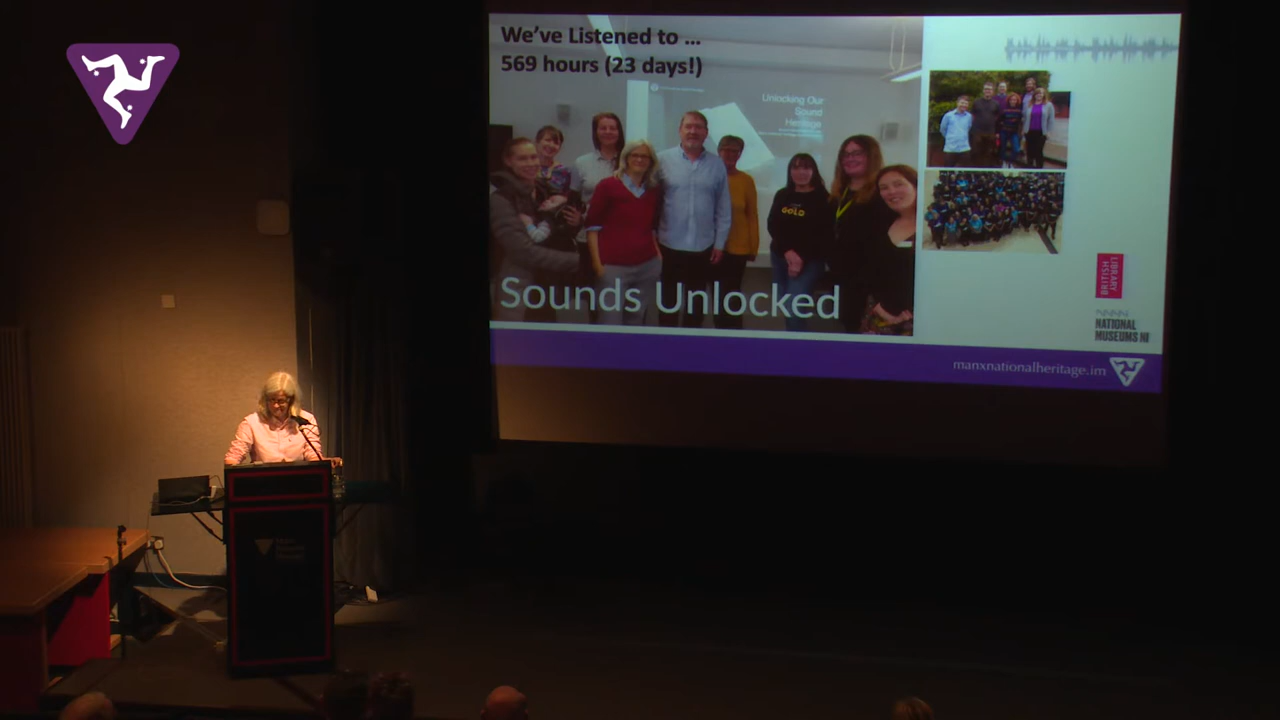 We've Listened to ...
569 hours (23 days!)
Unlocking Our
Sound
Heritage
GOLD
Sounds Unlocked
BRITISH
LIBRARY
NATIONAL
MUSEUMS NI
manxnationalheritage.im